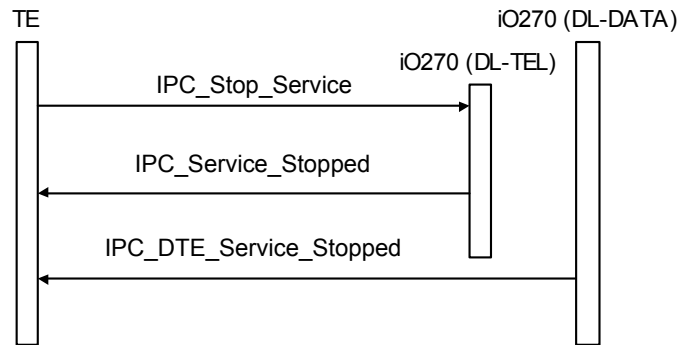 TE
iO270 (DL-DATA)
iO270 (DL-TEL)
IPC_Stop_Service
IPC_Service_Stopped
IPC_DTE_Service_Stopped